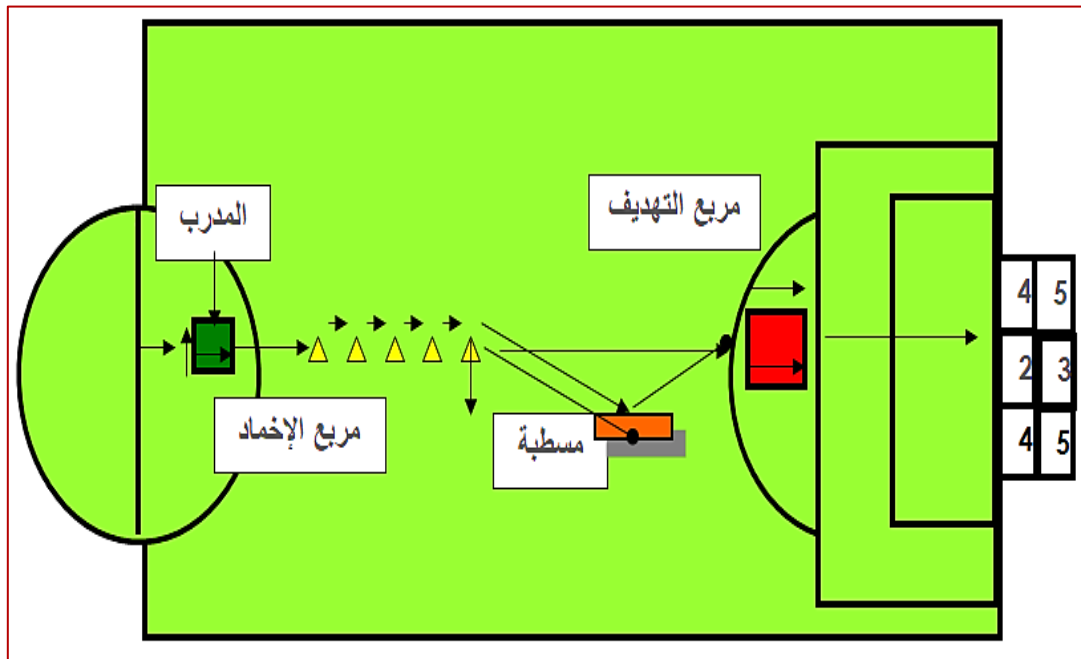 مربع التهديف
المدرب
4 5
2 3
مربع الإخماد
مسطبة
4 5